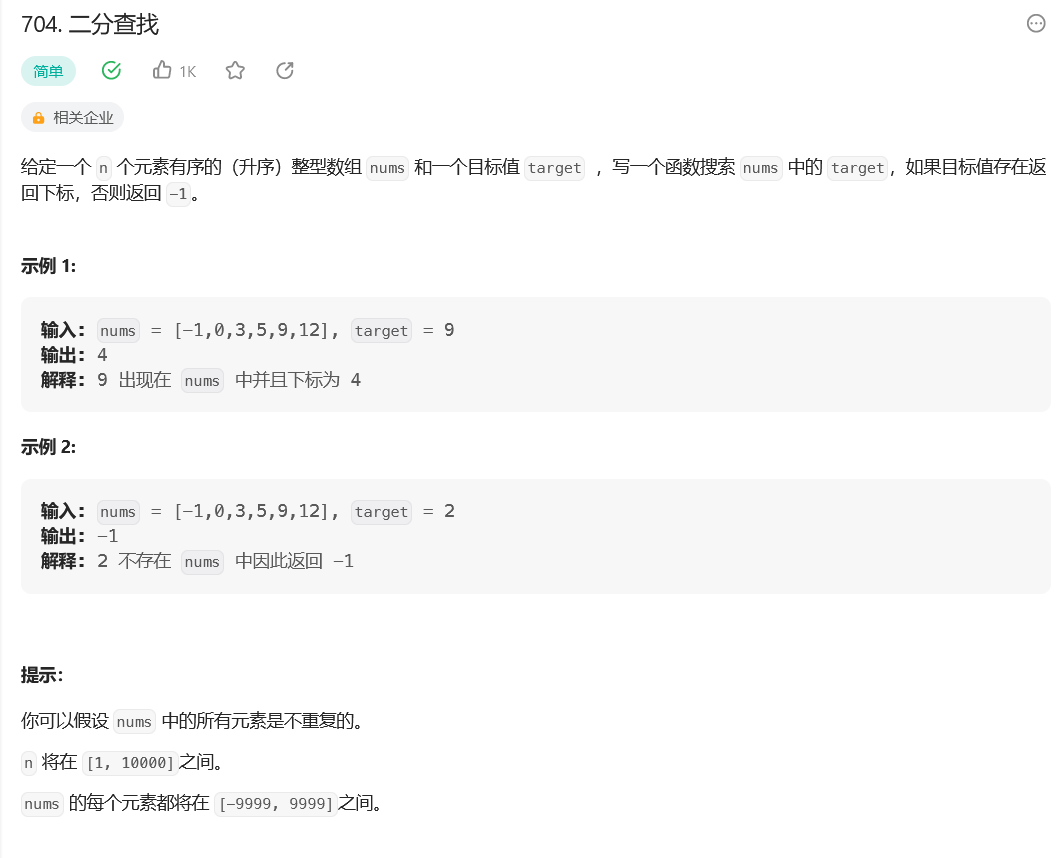 704. 二分查找
简单
1K
相关企业
给定一个 n 个元素有序的（升序）整型数组 nums 和一个目标值 target ，写一个函数搜索 nums 中的 target，如果目标值存在返
回下标，否则返回 -1。
示例 1:
输入: nums = [-1,0,3,5,9,12], target = 9
输出: 4
解释: 9 出现在 nums 中并且下标为 4
示例 2:
输入: nums = [-1,0,3,5,9,12], target = 2
输出: -1
解释: 2 不存在 nums 中因此返回 -1
提示：
你可以假设 nums 中的所有元素是不重复的。
n 将在 [1, 10000]之间。
nums 的每个元素都将在 [-9999, 9999]之间。